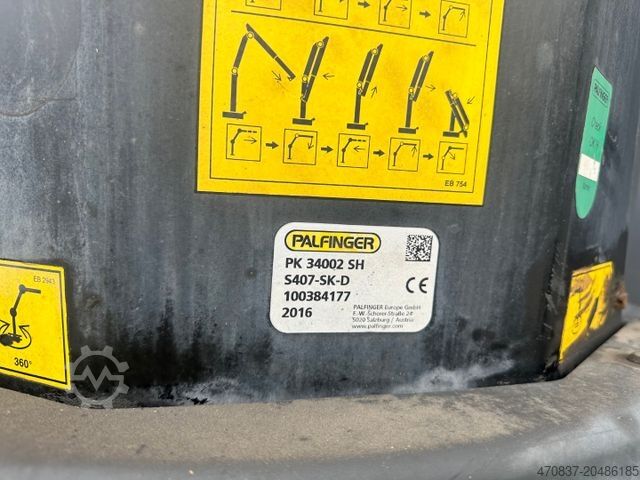 EB 754
PALFINGER
PK 34002 SH
S407-SK-D
100384177
2016
CE
PALFINGER Europe GmbH
E.-W.-Scherer-Straße 24
5020 Salzburg / Austria
www.palfinger.com
EB 2943
360°
470837-20486185